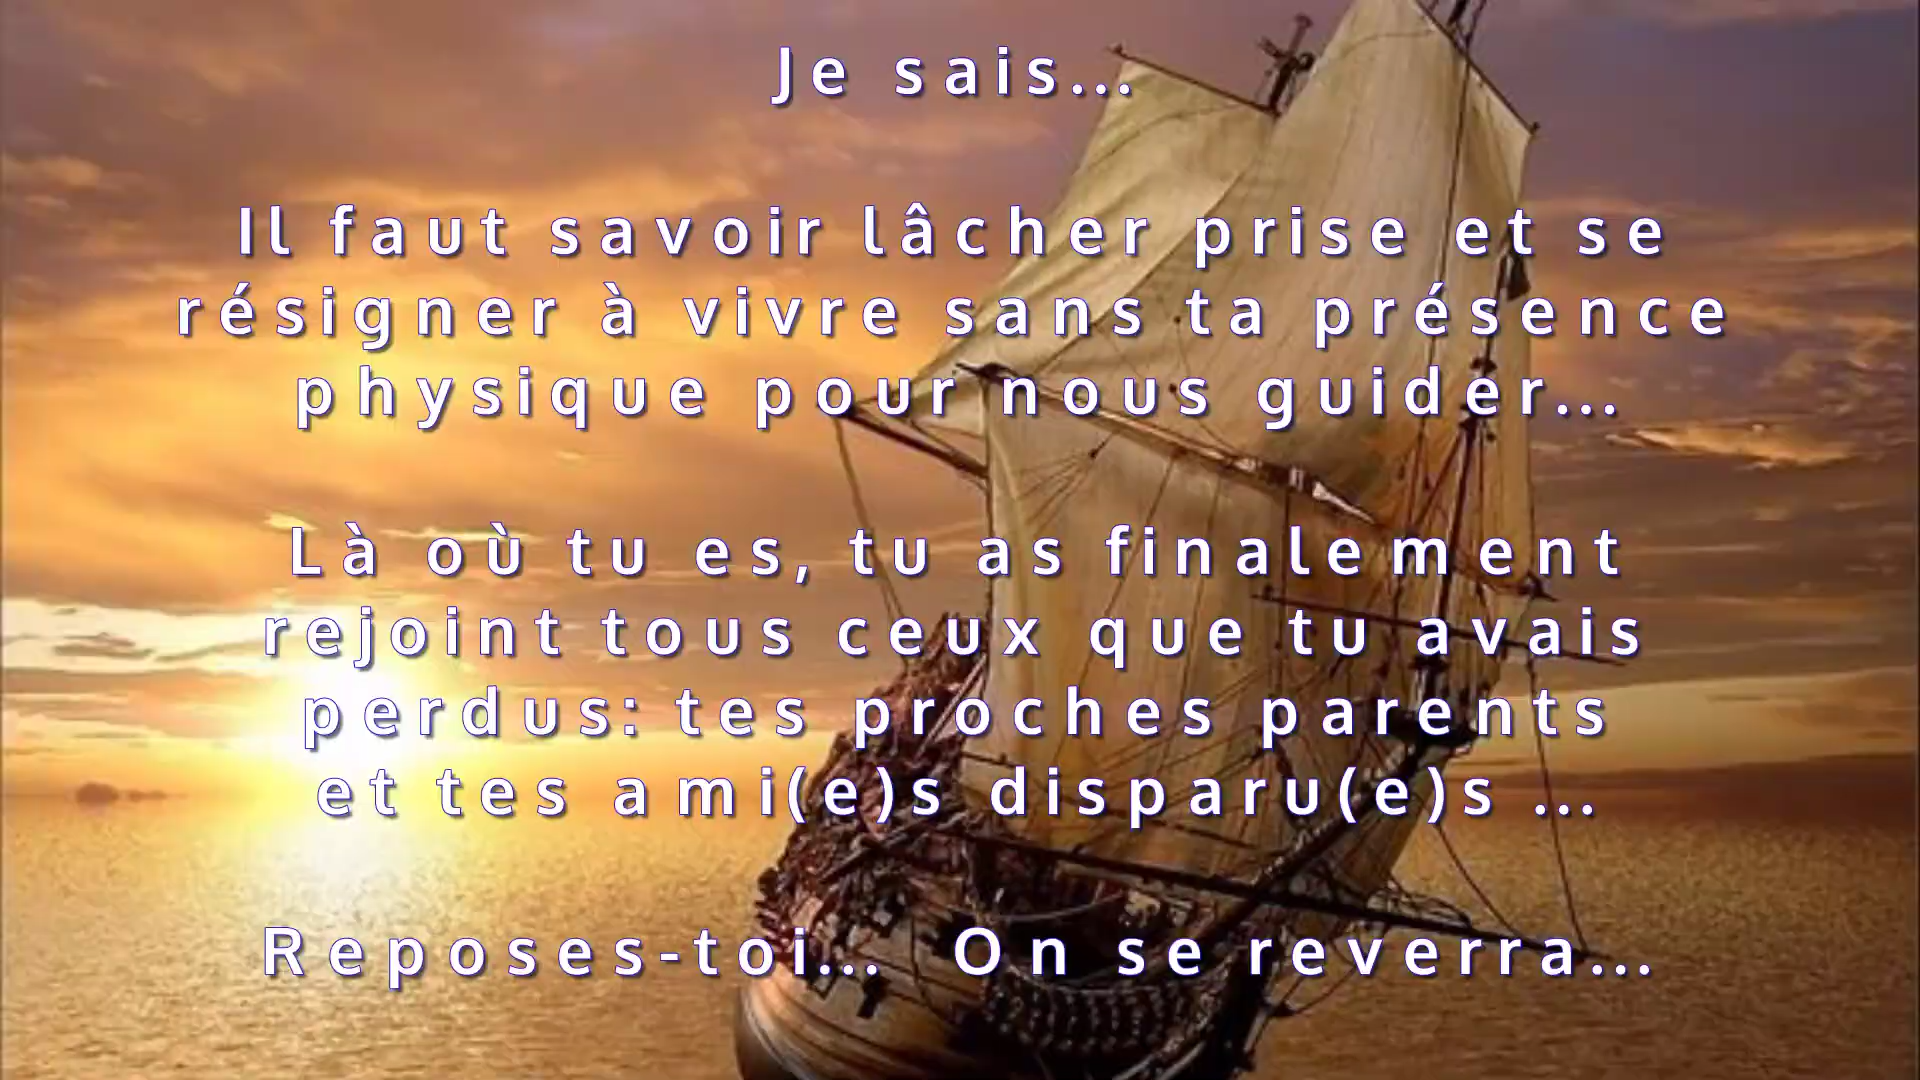 Je sais...
Il faut savoir lâcher prise et se
résigner à vivre sans ta présence
physique pour nous guider...
Là où tu es, tu as finalement
rejoint tous ceux que tu avais
perdus: tes proches parents
et tes ami(e)s disparu(e)s ...
Reposes-toi... On se reverra...